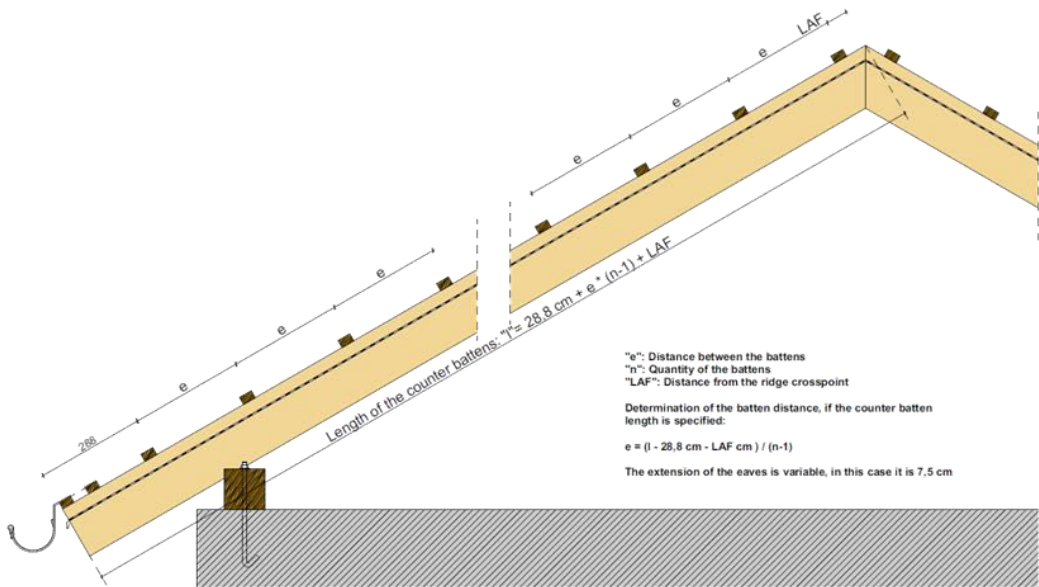 LAF
e
e
e
e
e
e
288
Length of the counter battens: "l"= 28,8 cm + e * (n-1) + LAF
"e": Distance between the battens
"n": Quantity of the battens
"LAF": Distance from the ridge crosspoint
Determination of the batten distance, if the counter batten
length is specified:
e = (l - 28,8 cm - LAF cm ) / (n-1)
The extension of the eaves is variable, in this case it is 7,5 cm